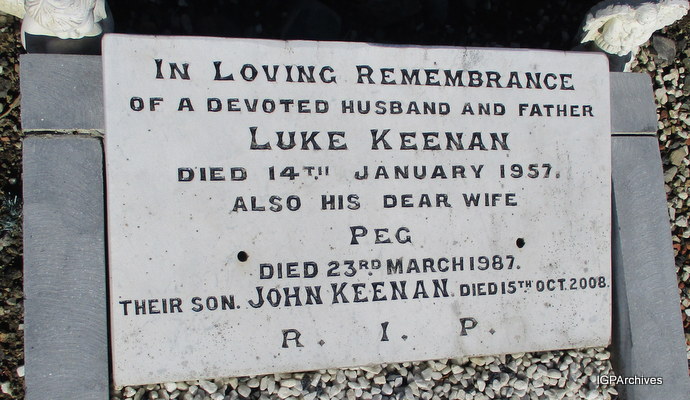 IN LOVING REMEMBRANCE
OF A DEVOTED HUSBAND AND FATHER
LUKE KEENAN
DIED 14TH JANUARY 1957.
ALSO HIS DEAR WIFE
PEG
DIED 23RD MARCH 1987.
THEIR SON. JOHN KEENAN. DIED 15TH OCT. 2008.
R. I. P.
IGPArchives